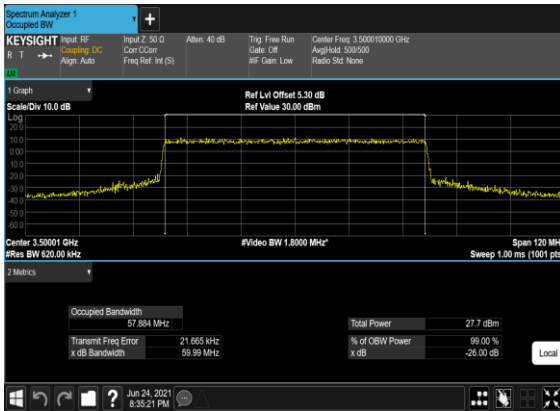 Spectrum Analyzer 1
Occupied BW
+
KEYSIGHT
R T
Input: RF
Coupling: DC
Align: Auto
Input Z: 50 Ω
Corr CCorr
Freq Ref: Int (S)
Atten: 40 dB
Trig: Free Run
Gate: Off
#IF Gain: Low
Center Freq: 3.500010000 GHz
Avg|Hold: 500/500
Radio Std: None
1 Graph
Scale/Div 10.0 dB
Ref Lvl Offset 5.30 dB
Ref Value 30.00 dBm
Log
20.0
10.0
0.00
-10.0
-20.0
-30.0
-40.0
-50.0
-60.0
Center 3.50001 GHz
#Res BW 620.00 kHz
#Video BW 1.8000 MHz*
Span 120 MH
Sweep 1.00 ms (1001 pts
2 Metrics
Occupied Bandwidth
57.884 MHz
Transmit Freq Error 21.665 kHz
x dB Bandwidth 59.99 MHz
Total Power 27.7 dBm
% of OBW Power 99.00 %
x dB -26.00 dB
Local
?
Jun 24, 2021
8:35:21 PM